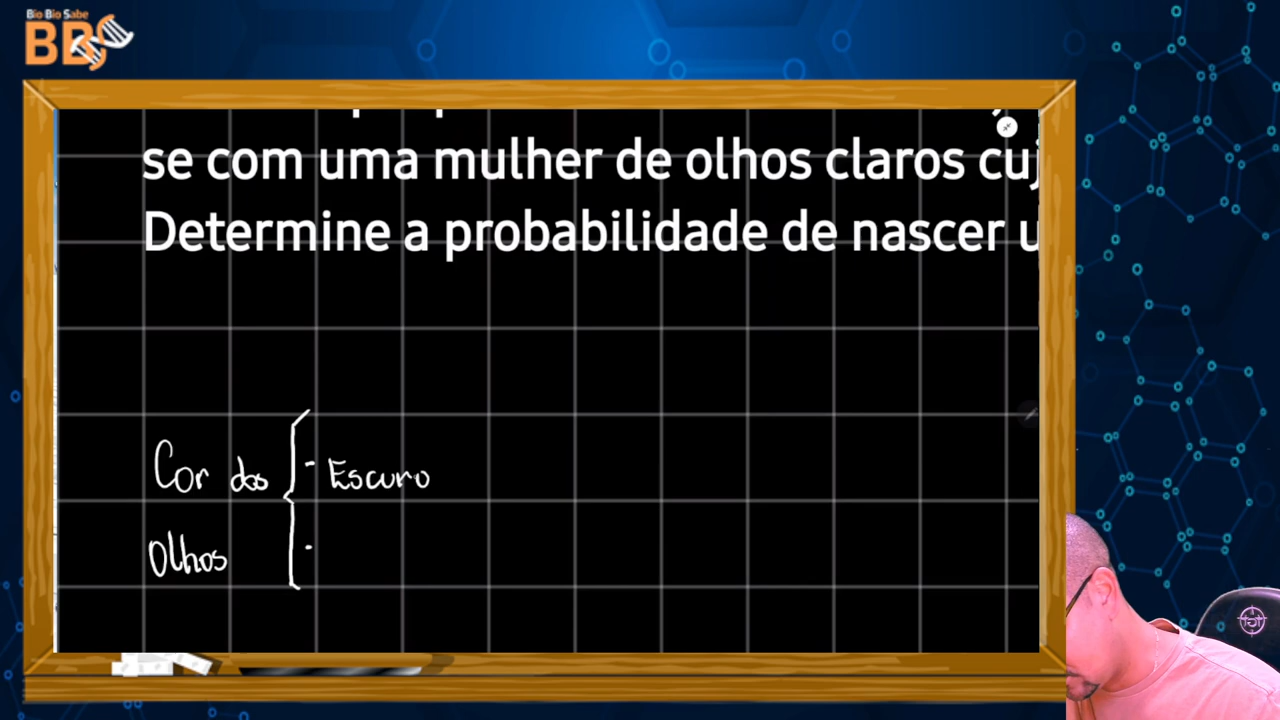 Bio Bio Sabe
BBS
se com uma mulher de olhos claros cuj
Determine a probabilidade de nascer u
Cor dos
Olhos
- Escuro